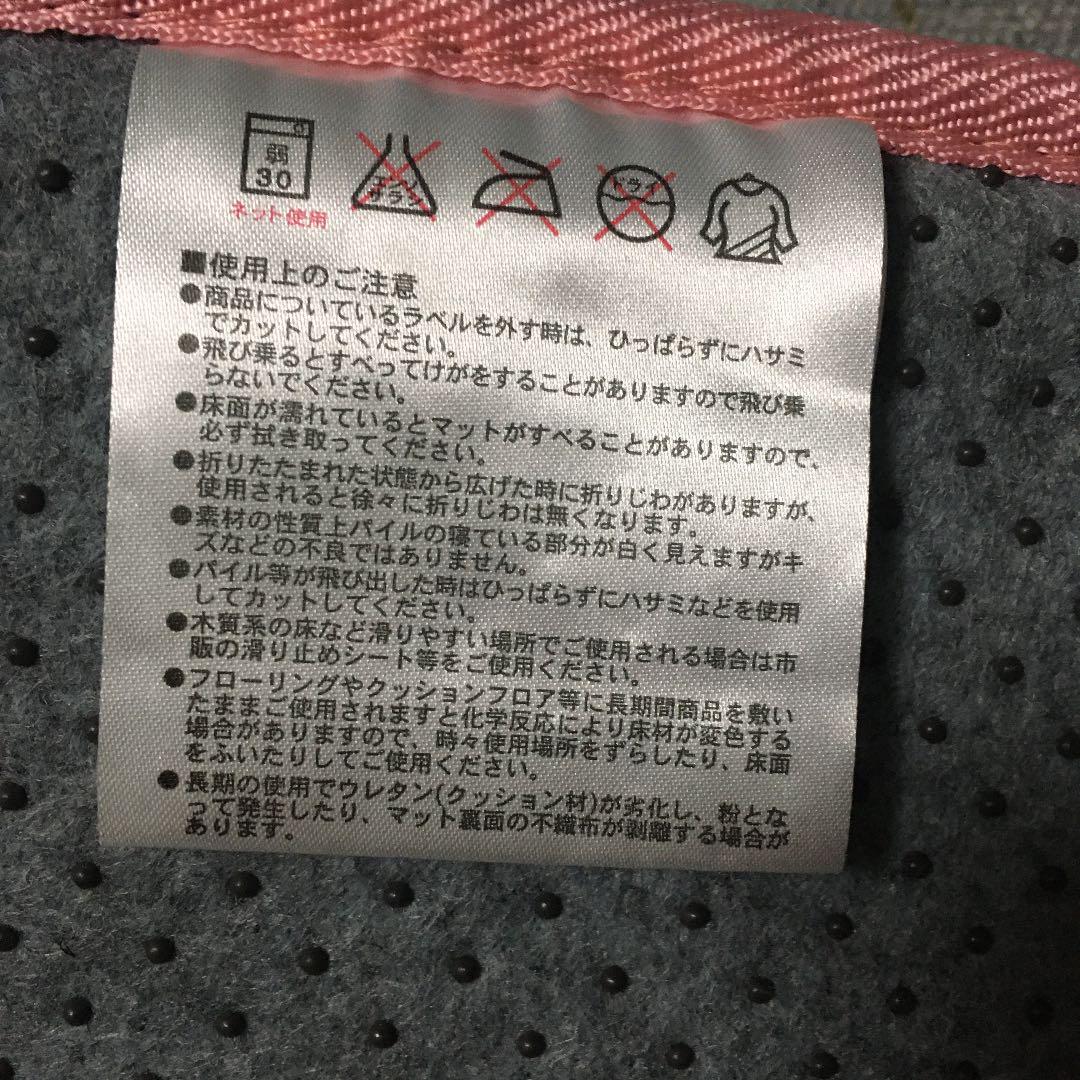 弱
30
ネット使用
エンソ
サラシ
ドライ
■使用上のご注意
●商品についているラベルを外す時は、ひっぱらずにハサミ
でカットしてください。
●飛び乗るとすべってけがをすることがありますので飛び乗
らないでください。
●床面が濡れているとマットがすべることがありますので、
必ず拭き取ってください。
●折りたたまれた状態から広げた時に折りじわがありますが、
使用されると徐々に折りじわは無くなります。
●素材の性質上パイルの寝ている部分が白く見えますがキ
ズなどの不良ではありません。
●パイル等が飛び出した時はひっぱらずにハサミなどを使用
してカットしてください。
●木質系の床など滑りやすい場所でご使用される場合は市
販の滑り止めシート等をご使用ください。
●フローリングやクッションフロア等に長期間商品を敷い
たままご使用されますと化学反応により床材が変色する
場合がありますので、時々使用場所をずらしたり、床面
をふいたりしてご使用ください。
●長期の使用でウレタン(クッション材)が劣化し、粉とな
って発生したり、マット裏面の不織布が剥離する場合が
あります。